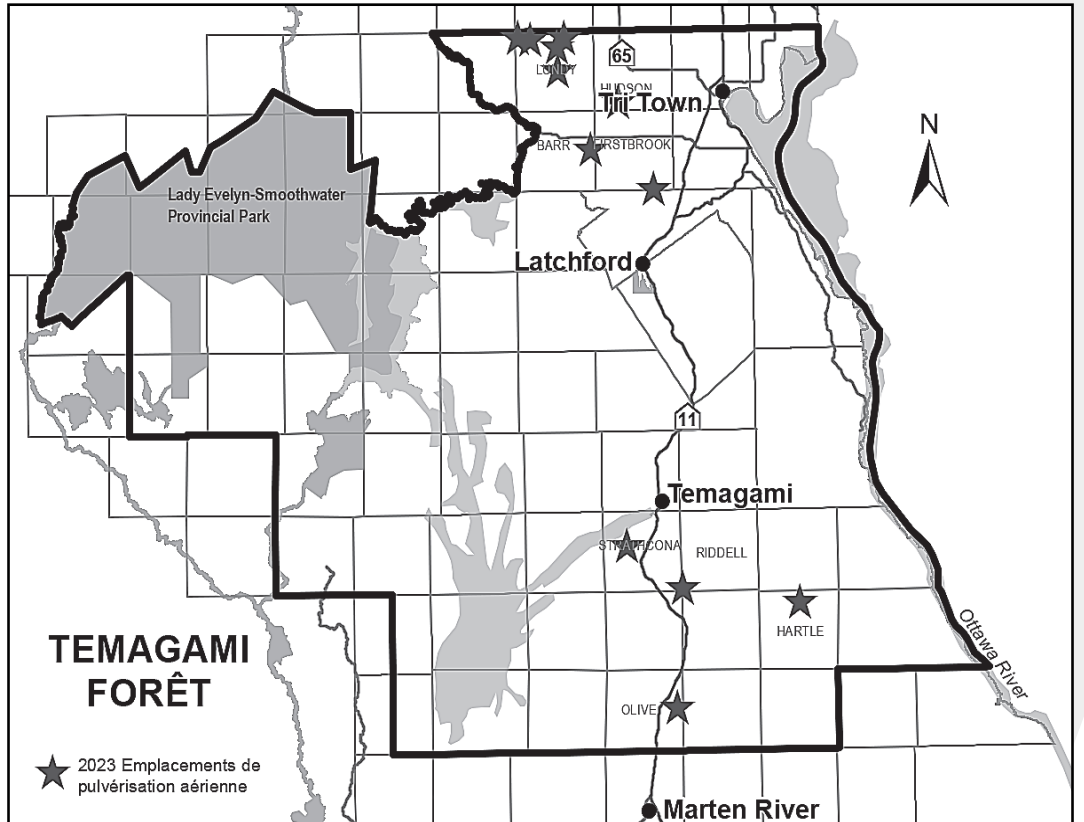 65
LUNDY
HUDSON
Tri Town
BARR
FIRSTBROOK
N
Lady Evelyn-Smoothwater
Provincial Park
Latchford
11
Temagami
STRATHCONA
RIDDELL
HARTLE
Ottawa River
TEMAGAMI
FORÊT
OLIVE
2023 Emplacements de
pulvérisation aérienne
Marten River